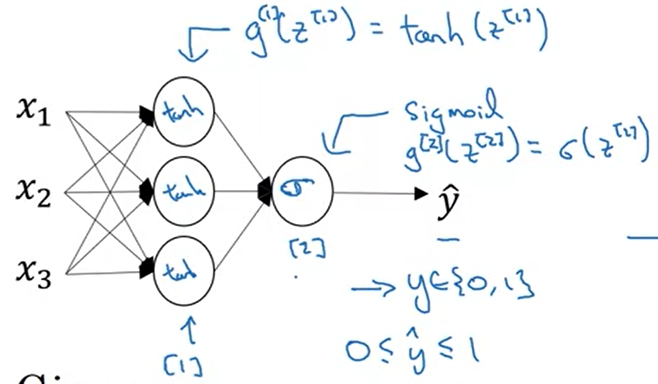 g^[1](z^[1]) = tanh(z^[1])
x₁
tanh
sigmoid
g^[2](z^[2]) = σ(z^[2])
x₂
tanh
σ
ŷ
x₃
tanh
[2]
→ y∈{0,1}
0 ≤ ŷ ≤ 1
[1]